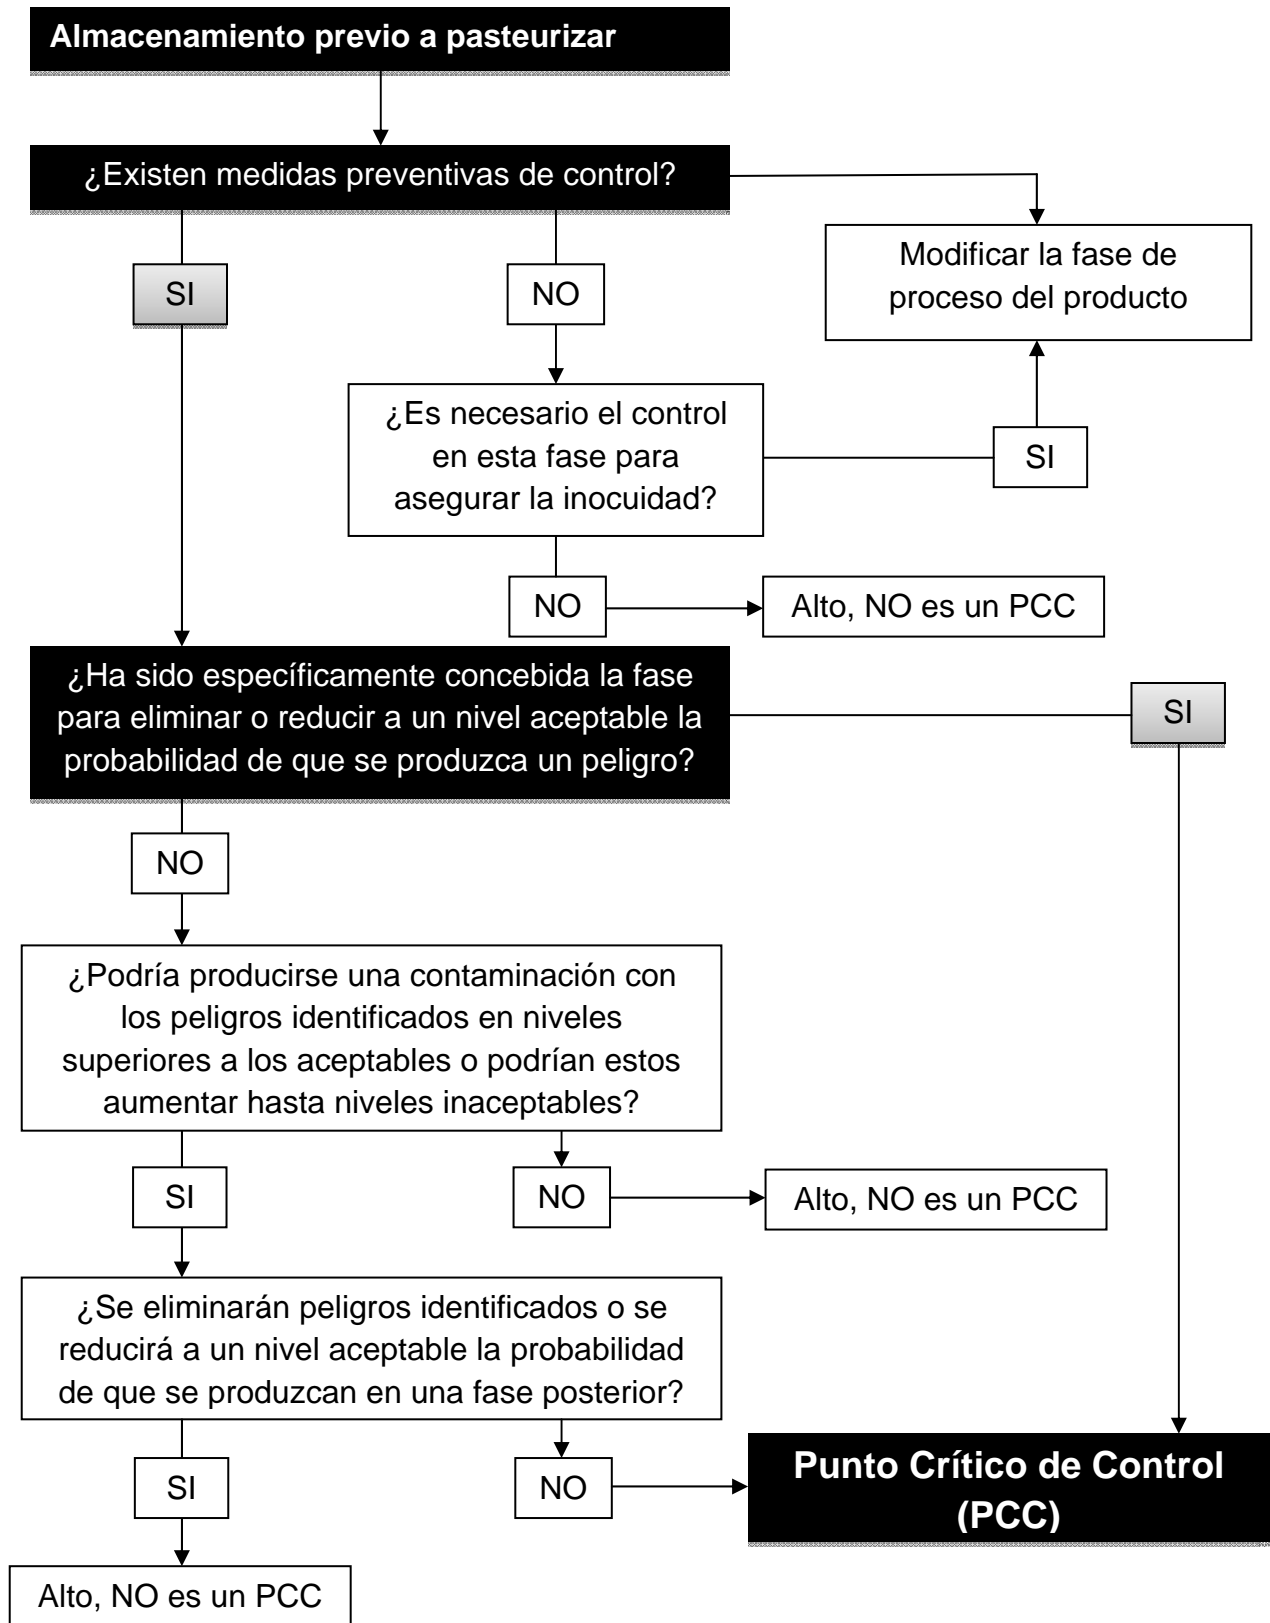 Almacenamiento previo a pasteurizar
¿Existen medidas preventivas de control?
SI
NO
Modificar la fase de
proceso del producto
¿Es necesario el control
en esta fase para
asegurar la inocuidad?
SI
NO
Alto, NO es un PCC
¿Ha sido específicamente concebida la fase
para eliminar o reducir a un nivel aceptable la
probabilidad de que se produzca un peligro?
SI
NO
¿Podría producirse una contaminación con
los peligros identificados en niveles
superiores a los aceptables o podrían estos
aumentar hasta niveles inaceptables?
SI
NO
Alto, NO es un PCC
¿Se eliminarán peligros identificados o se
reducirá a un nivel aceptable la probabilidad
de que se produzcan en una fase posterior?
SI
NO
Punto Crítico de Control
(PCC)
Alto, NO es un PCC